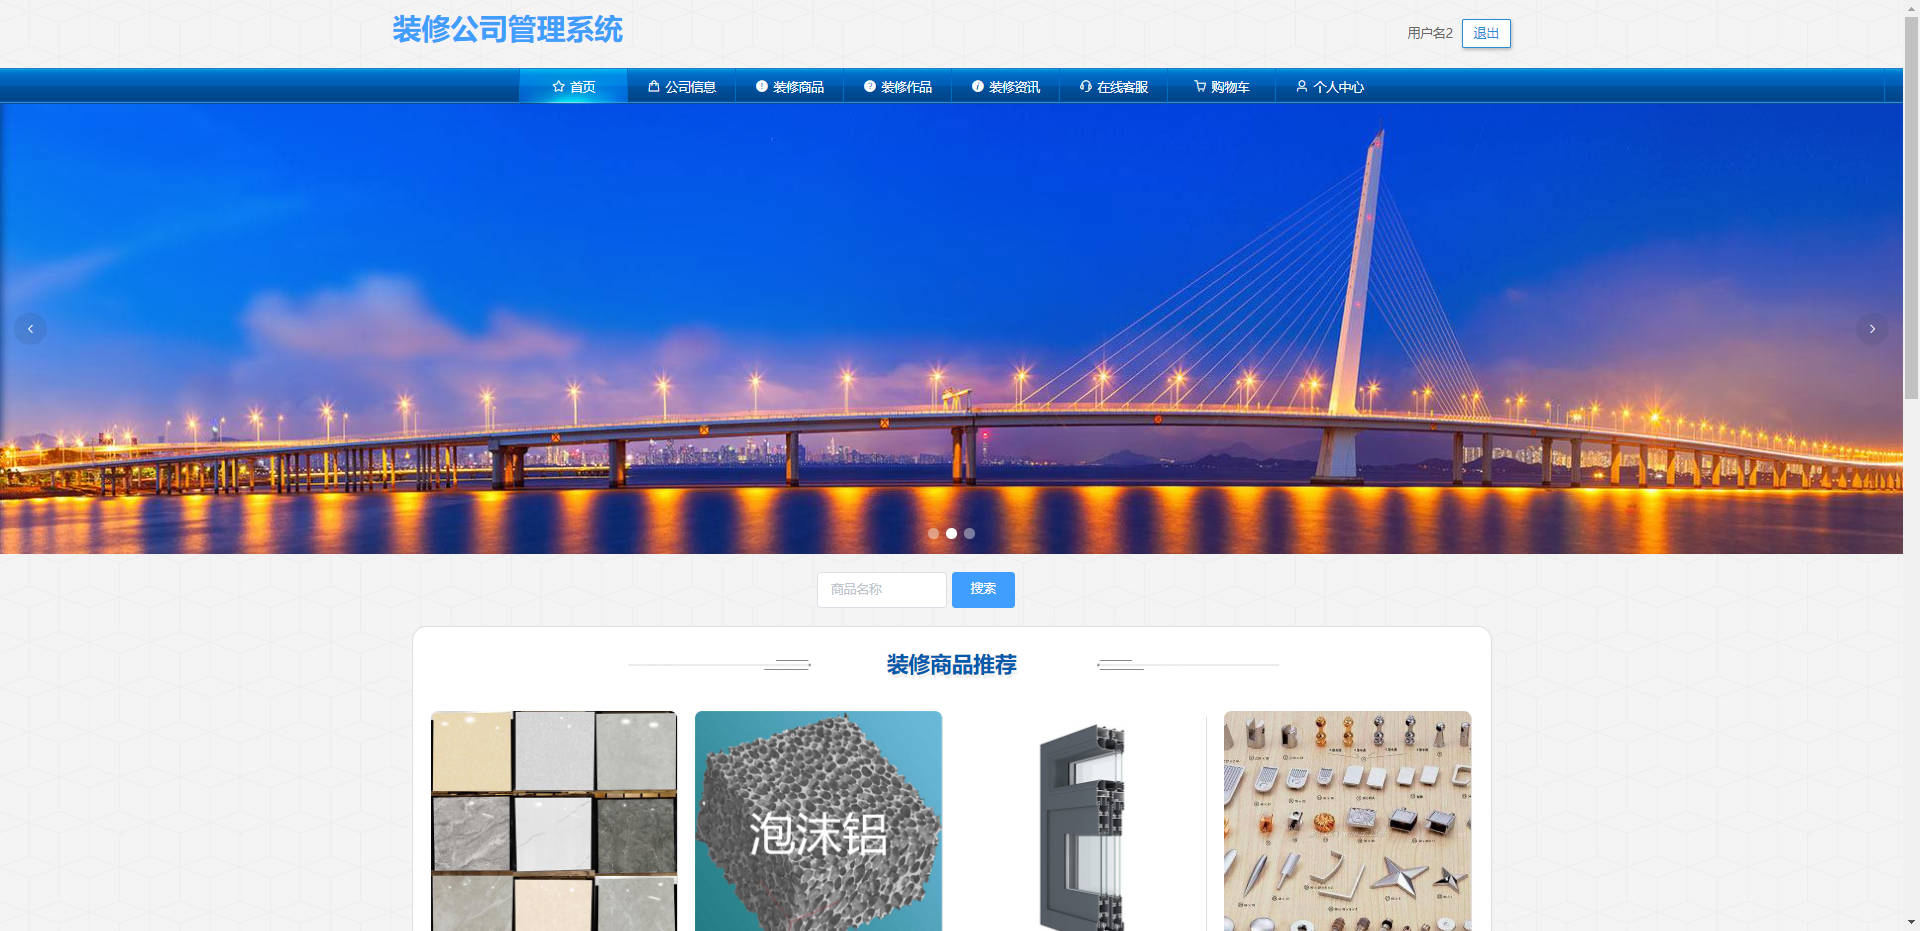 装修公司管理系统
用户名2 退出
首页 公司信息 装修商品 装修作品 装修资讯 在线客服 购物车 个人中心
商品名称 搜索
装修商品推荐
泡沫铝